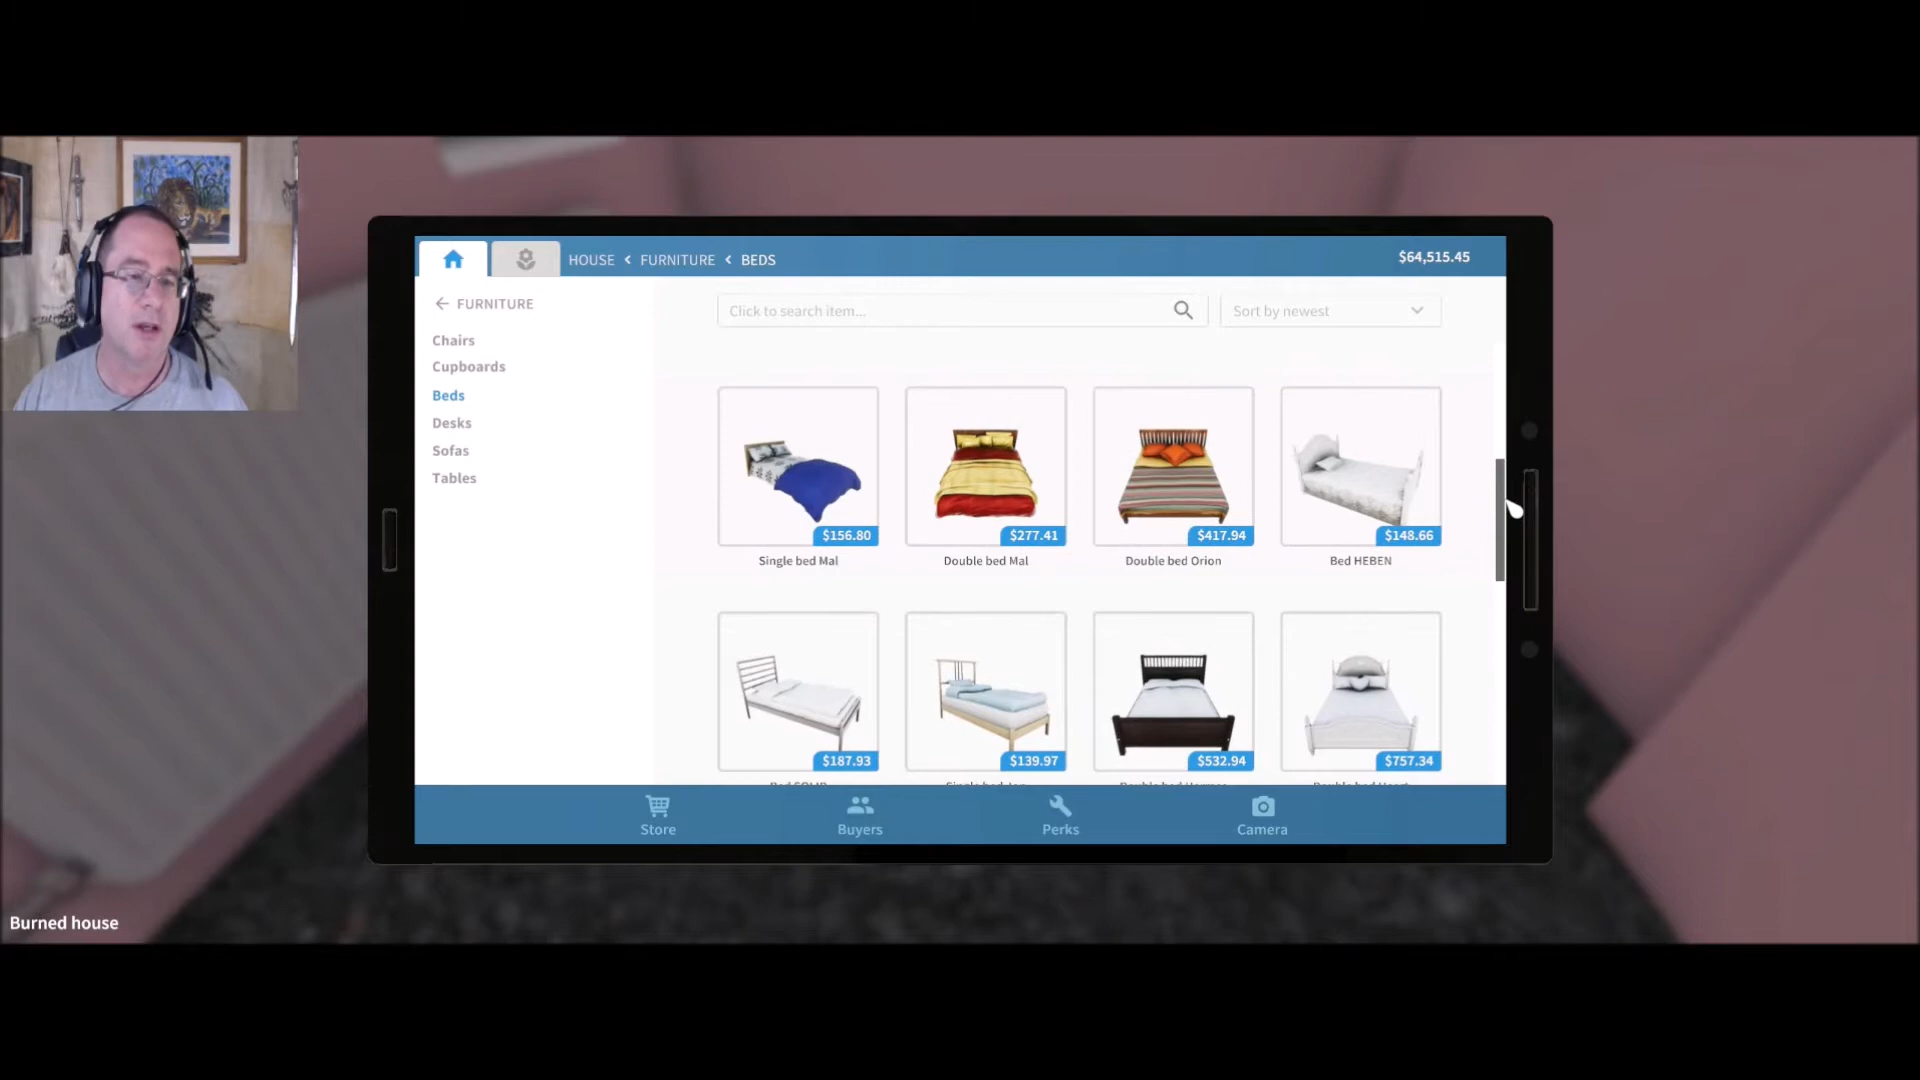 HOUSE < FURNITURE < BEDS
$64,515.45
FURNITURE
Click to search item...
Sort by newest
Chairs
Cupboards
Beds
Desks
Sofas
Tables
$156.80
$277.41
$417.94
$148.66
Single bed Mal
Double bed Mal
Double bed Orion
Bed HEBEN
$187.93
$139.97
$532.94
$757.34
Store
Buyers
Perks
Camera
Burned house